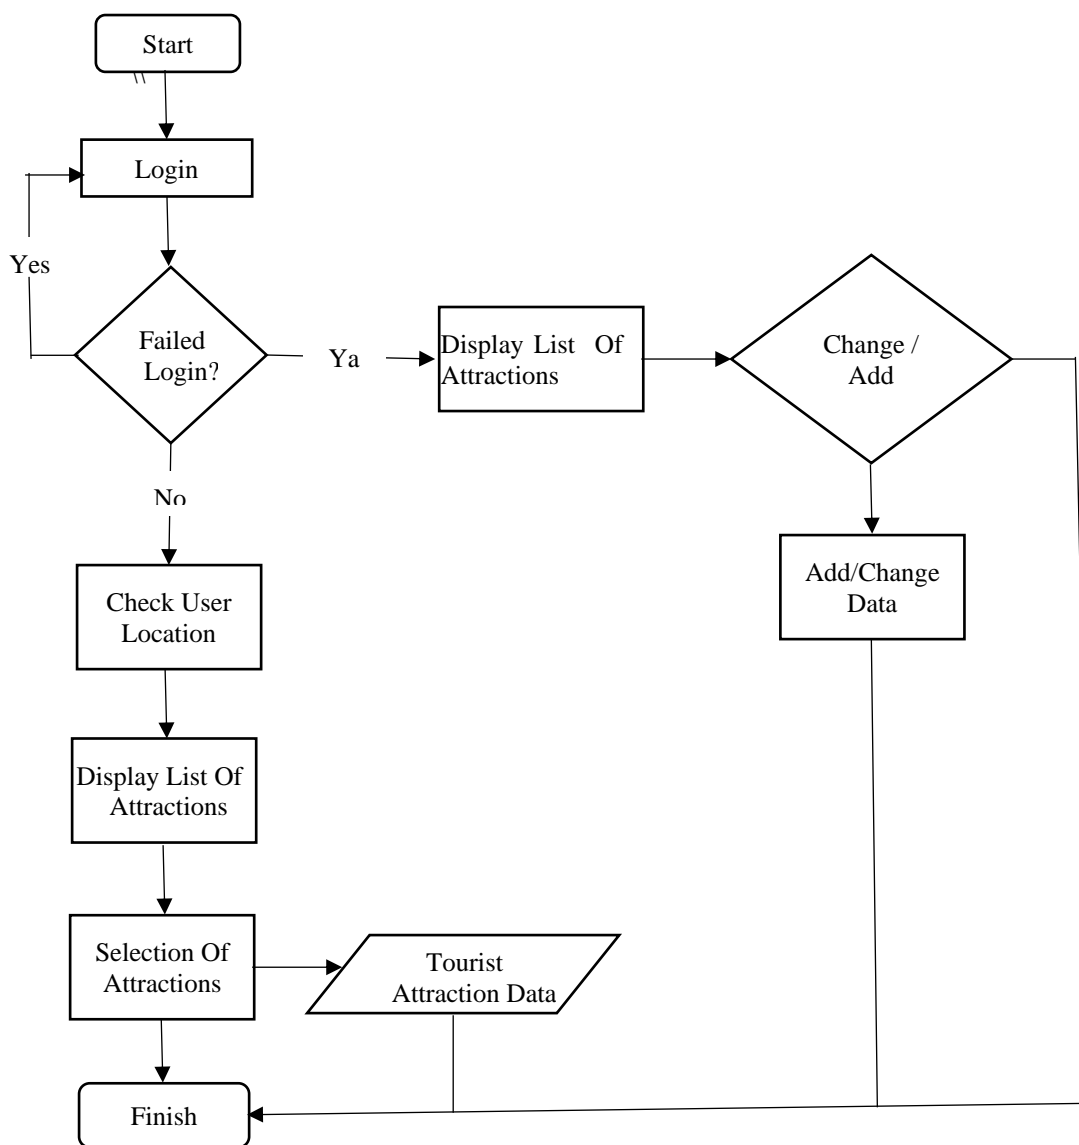 Start
Login
Yes
Failed
Login?
Ya
Display List Of
Attractions
Change /
Add
No
Check User
Location
Add/Change
Data
Display List Of
Attractions
Selection Of
Attractions
Tourist
Attraction Data
Finish